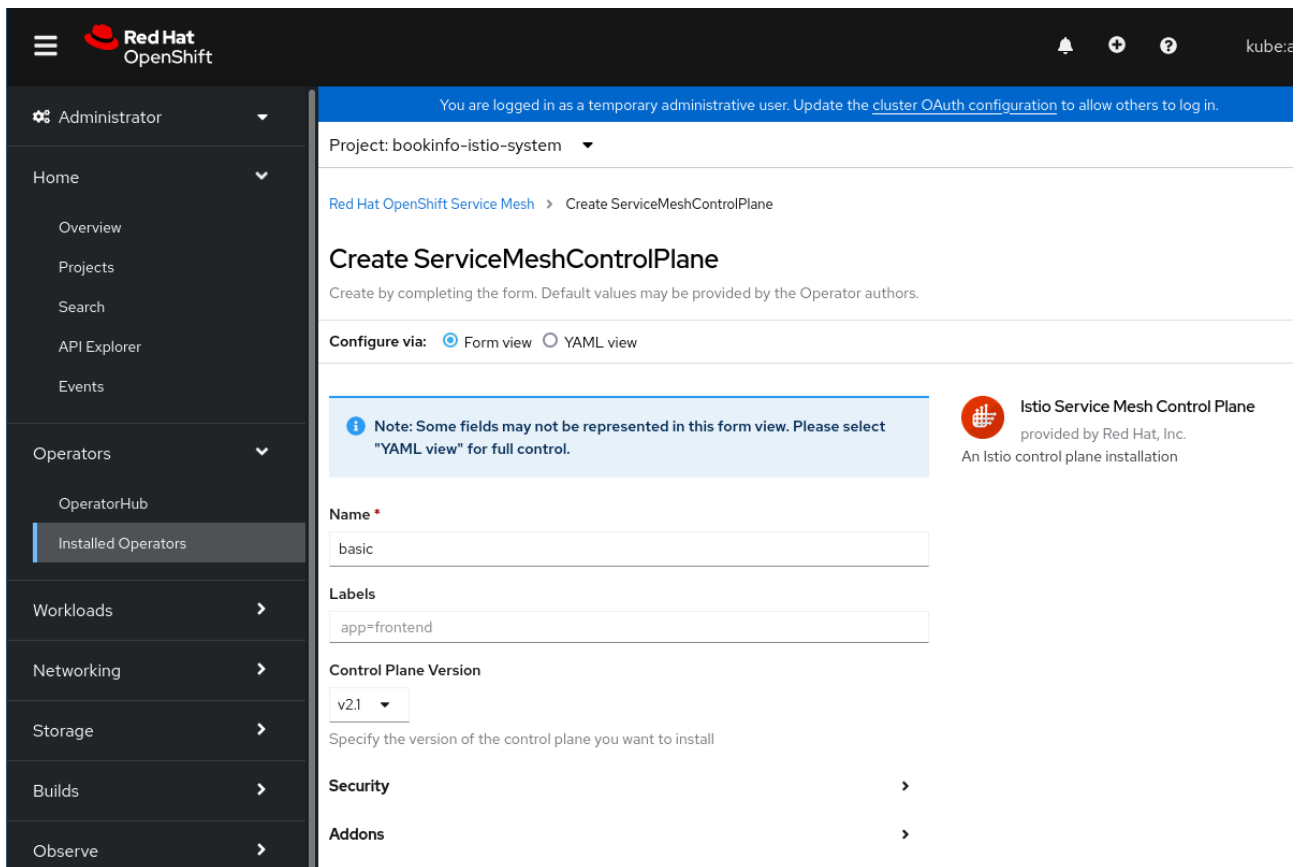 Red Hat
OpenShift
kube:a
Administrator
You are logged in as a temporary administrative user. Update the cluster OAuth configuration to allow others to log in.
Project: bookinfo-istio-system
Home
Overview
Projects
Search
API Explorer
Events
Operators
OperatorHub
Installed Operators
Workloads
Networking
Storage
Builds
Observe
Red Hat OpenShift Service Mesh > Create ServiceMeshControlPlane
Create ServiceMeshControlPlane
Create by completing the form. Default values may be provided by the Operator authors.
Configure via: Form view YAML view
Note: Some fields may not be represented in this form view. Please select
"YAML view" for full control.
Name *
basic
Labels
app=frontend
Control Plane Version
v2.1
Specify the version of the control plane you want to install
Security
Addons
Istio Service Mesh Control Plane
provided by Red Hat, Inc.
An Istio control plane installation